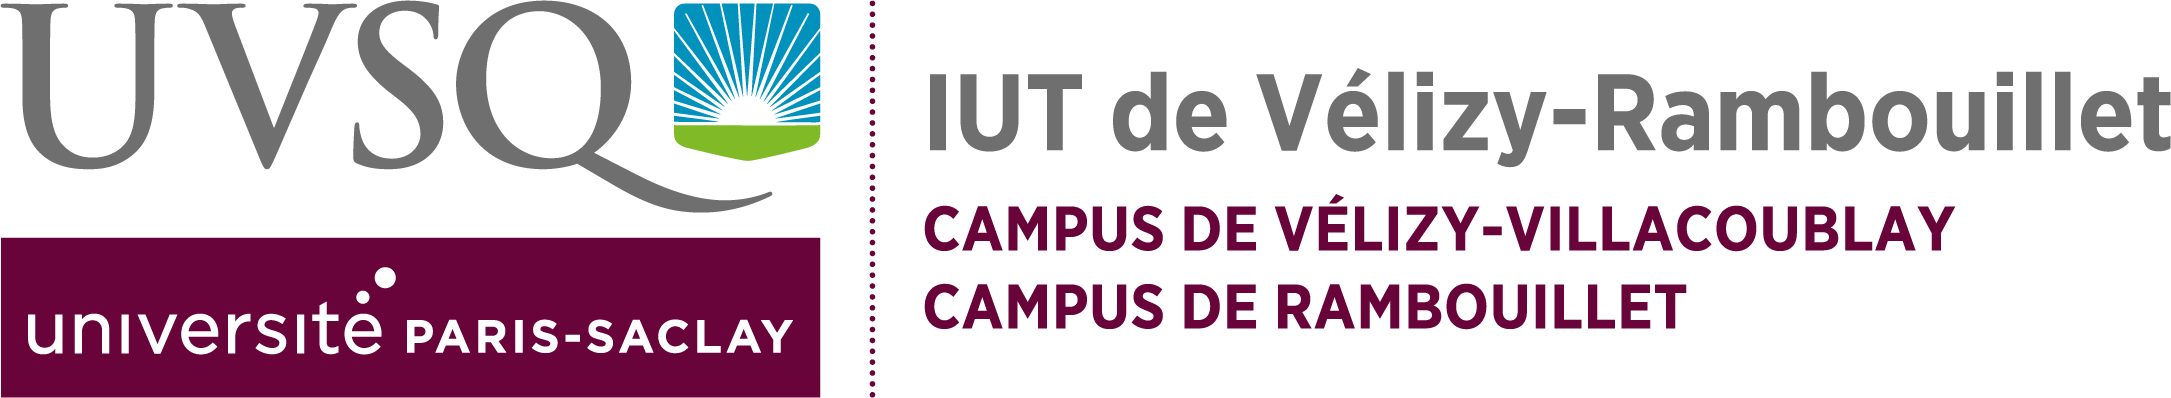 UVSQ
université PARIS-SACLAY
IUT de Vélizy-Rambouillet
CAMPUS DE VÉLIZY-VILLACOUBLAY
CAMPUS DE RAMBOUILLET